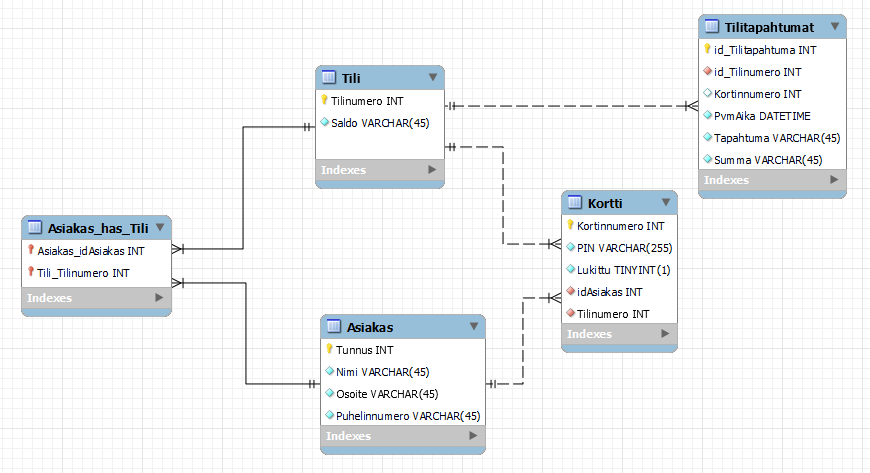 Tilitapahtumat
id_Tilitapahtuma INT
id_Tilinumero INT
Kortinnumero INT
PvmAika DATETIME
Tapahtuma VARCHAR(45)
Summa VARCHAR(45)
Indexes
Tili
Tilinumero INT
Saldo VARCHAR(45)
Indexes
Kortti
Kortinnumero INT
PIN VARCHAR(255)
Lukittu TINYINT(1)
idAsiakas INT
Tilinumero INT
Indexes
Asiakas_has_Tili
Asiakas_idAsiakas INT
Tili_Tilinumero INT
Indexes
Asiakas
Tunnus INT
Nimi VARCHAR(45)
Osoite VARCHAR(45)
Puhelinnumero VARCHAR(45)
Indexes